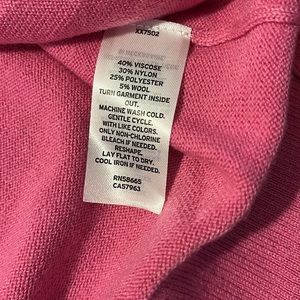 XX7502
40% VISCOSE
30% NYLON
25% POLYESTER
5% WOOL
TURN GARMENT INSIDE
OUT.
MACHINE WASH COLD.
GENTLE CYCLE.
WITH LIKE COLORS.
ONLY NON-CHLORINE
BLEACH IF NEEDED.
RESHAPE.
LAY FLAT TO DRY.
COOL IRON IF NEEDED.
RN58665
CA57963